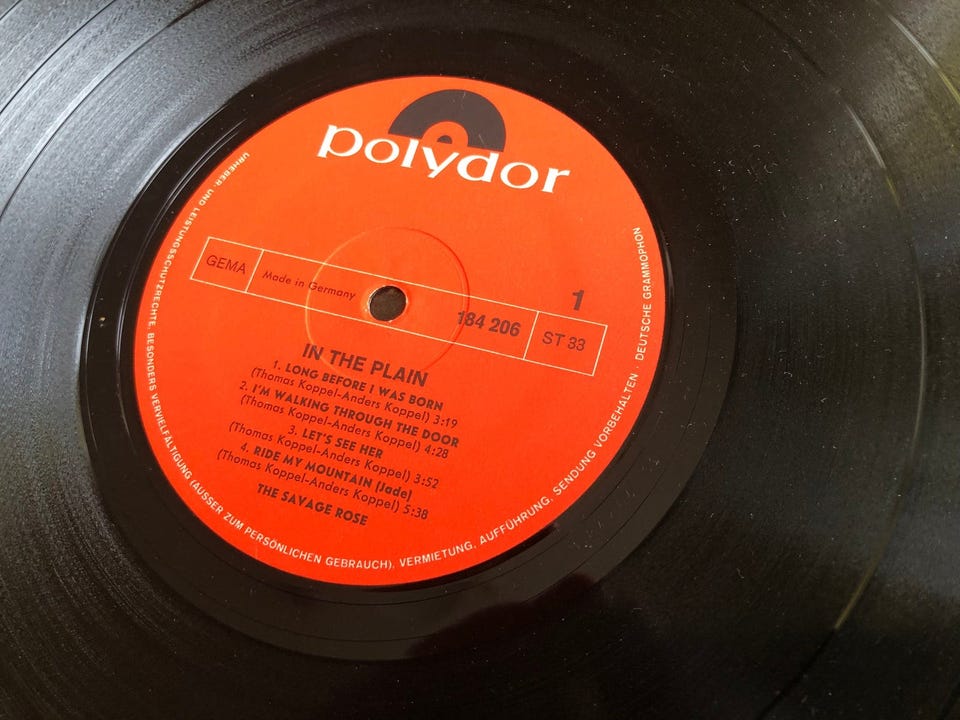 polydor
GEMA
Made in Germany
1
184 206
ST 33
IN THE PLAIN
1. LONG BEFORE I WAS BORN
(Thomas Koppel-Anders Koppel) 3:19
2. I'M WALKING THROUGH THE DOOR
(Thomas Koppel-Anders Koppel) 4:28
3. LET'S SEE HER
(Thomas Koppel-Anders Koppel) 3:52
4. RIDE MY MOUNTAIN (Jade)
(Thomas Koppel-Anders Koppel) 5:38
THE SAVAGE ROSE
URHEBER- UND LEISTUNGSSCHUTZRECHTE, BESONDERS VERVIELFÄLTIGUNG (AUSSER ZUM PERSÖNLICHEN GEBRAUCH), VERMIETUNG, AUFFÜHRUNG, SENDUNG VORBEHALTEN · DEUTSCHE GRAMMOPHON